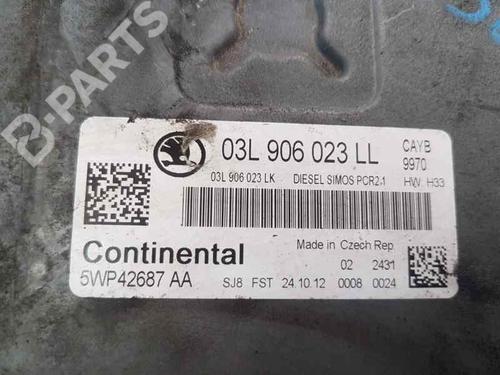 B-PARTS
03L 906 023 LL
CAYB
9970
03L 906 023 LK DIESEL SIMOS PCR2.1 HW. H33
Continental
Made in Czech Rep.
02 2431
5WP42687 AA
SJ8 FST 24.10.12 0008 0024